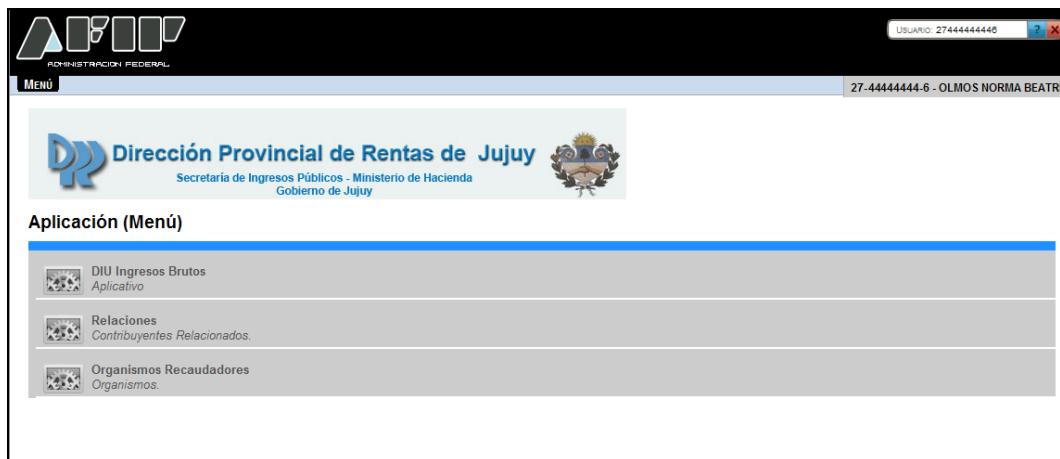 AFIP
ADMINISTRACION FEDERAL
USUARIO: 27444444446
? X
MENÚ
27-44444444-6 - OLMOS NORMA BEATR
DPR
Dirección Provincial de Rentas de Jujuy
Secretaría de Ingresos Públicos - Ministerio de Hacienda
Gobierno de Jujuy
Aplicación (Menú)
DIU Ingresos Brutos
Aplicativo
Relaciones
Contribuyentes Relacionados.
Organismos Recaudadores
Organismos.